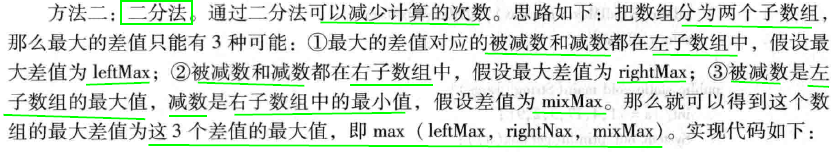 方法二：二分法。通过二分法可以减少计算的次数。思路如下：把数组分为两个子数组，
那么最大的差值只能有 3 种可能：①最大的差值对应的被减数和减数都在左子数组中，假设最
大差值为 leftMax；②被减数和减数都在右子数组中，假设最大差值为 rightMax；③被减数是左
子数组的最大值，减数是右子数组中的最小值，假设差值为 mixMax。那么就可以得到这个数
组的最大差值为这 3 个差值的最大值，即 max（leftMax，rightNax，mixMax）。实现代码如下：